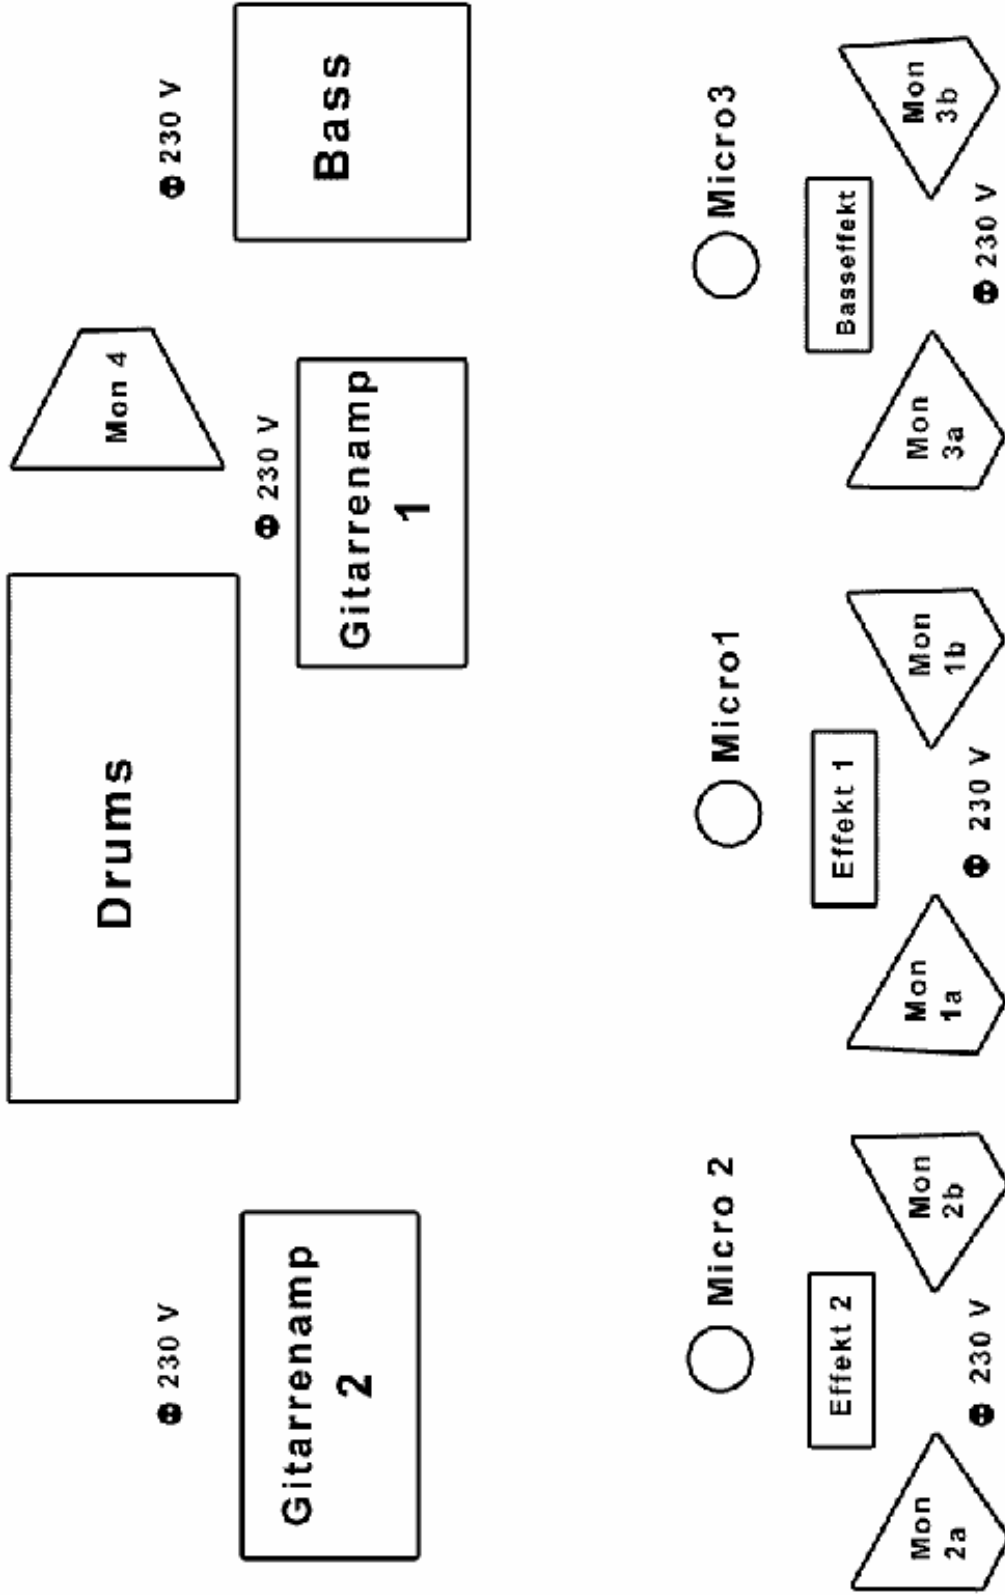 Mon 4
230 V
Drums
230 V
230 V
Gitarrenamp
2
Gitarrenamp
1
Bass
Micro 2
Micro1
Micro3
Effekt 2
Effekt 1
Basseffekt
Mon
2a
Mon
2b
Mon
1a
Mon
1b
Mon
3a
Mon
3b
230 V
230 V
230 V